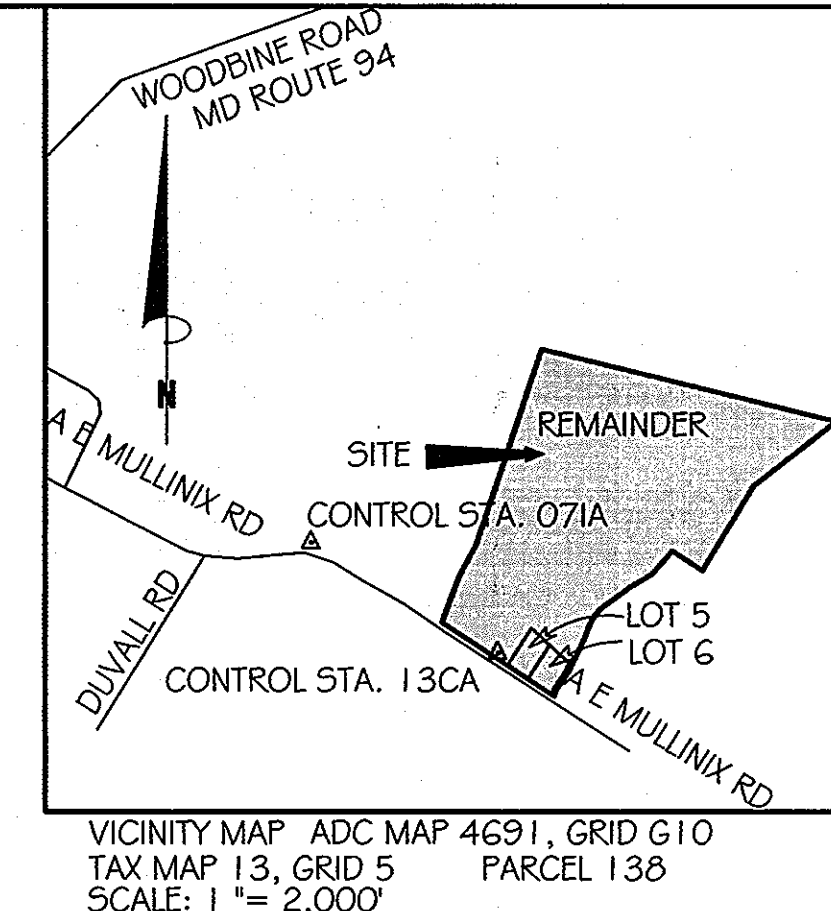 WOODBINE ROAD
MD ROUTE 94
N
A E MULLINIX RD
SITE
REMAINDER
CONTROL STA. 071A
DUVALL RD
LOT 5
LOT 6
CONTROL STA. 13CA
A E MULLINIX RD
VICINITY MAP ADC MAP 4691, GRID G10
TAX MAP 13, GRID 5 PARCEL 138
SCALE: 1 "= 2,000'